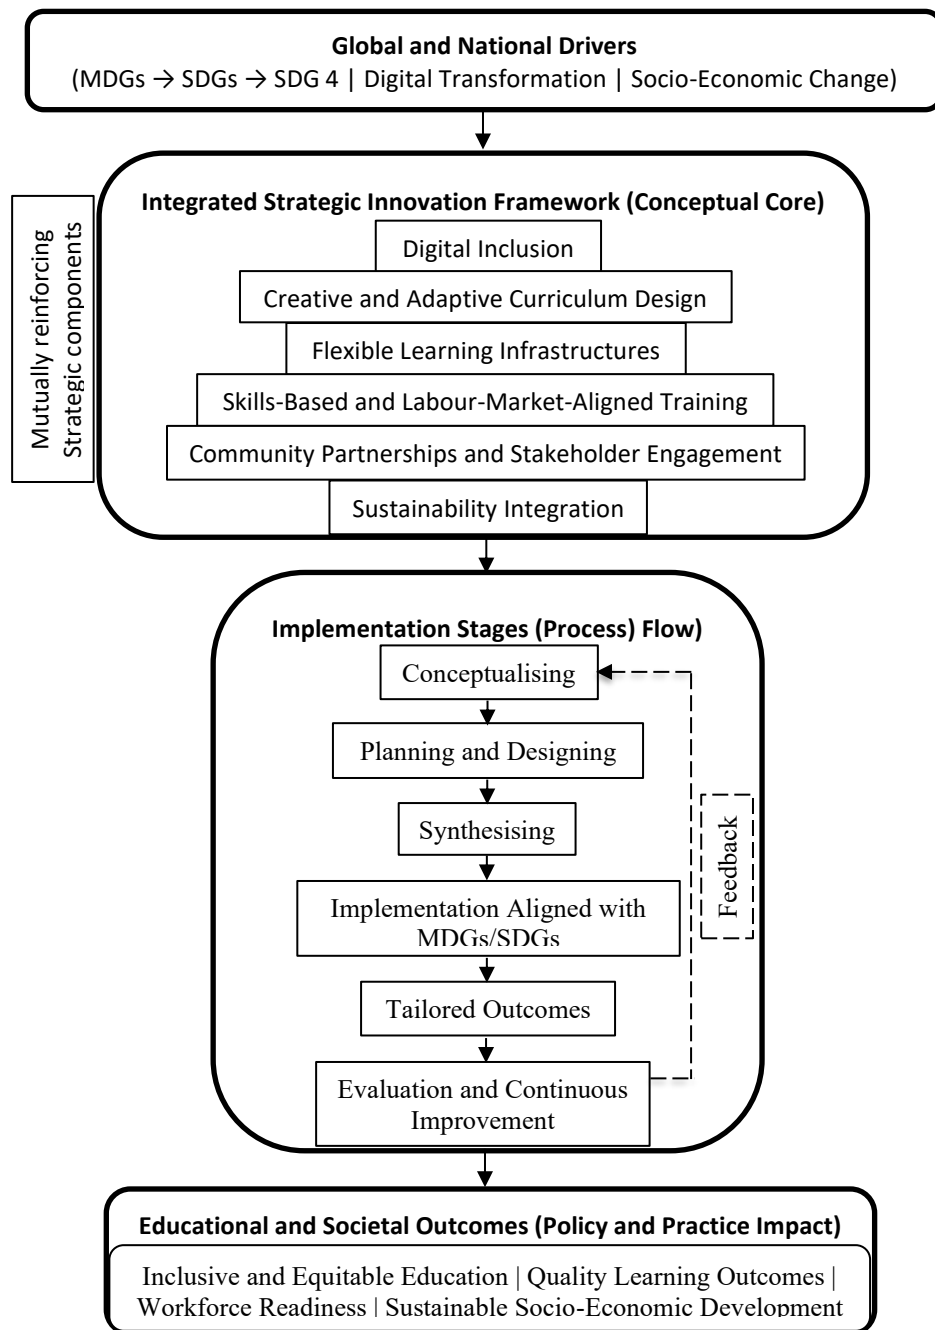 Global and National Drivers
(MDGs → SDGs → SDG 4 | Digital Transformation | Socio-Economic Change)
Mutually reinforcing
Strategic components
Integrated Strategic Innovation Framework (Conceptual Core)
Digital Inclusion
Creative and Adaptive Curriculum Design
Flexible Learning Infrastructures
Skills-Based and Labour-Market-Aligned Training
Community Partnerships and Stakeholder Engagement
Sustainability Integration
Implementation Stages (Process) Flow)
Conceptualising
Planning and Designing
Synthesising
Implementation Aligned with
MDGs/SDGs
Tailored Outcomes
Evaluation and Continuous
Improvement
Feedback
Educational and Societal Outcomes (Policy and Practice Impact)
Inclusive and Equitable Education | Quality Learning Outcomes |
Workforce Readiness | Sustainable Socio-Economic Development